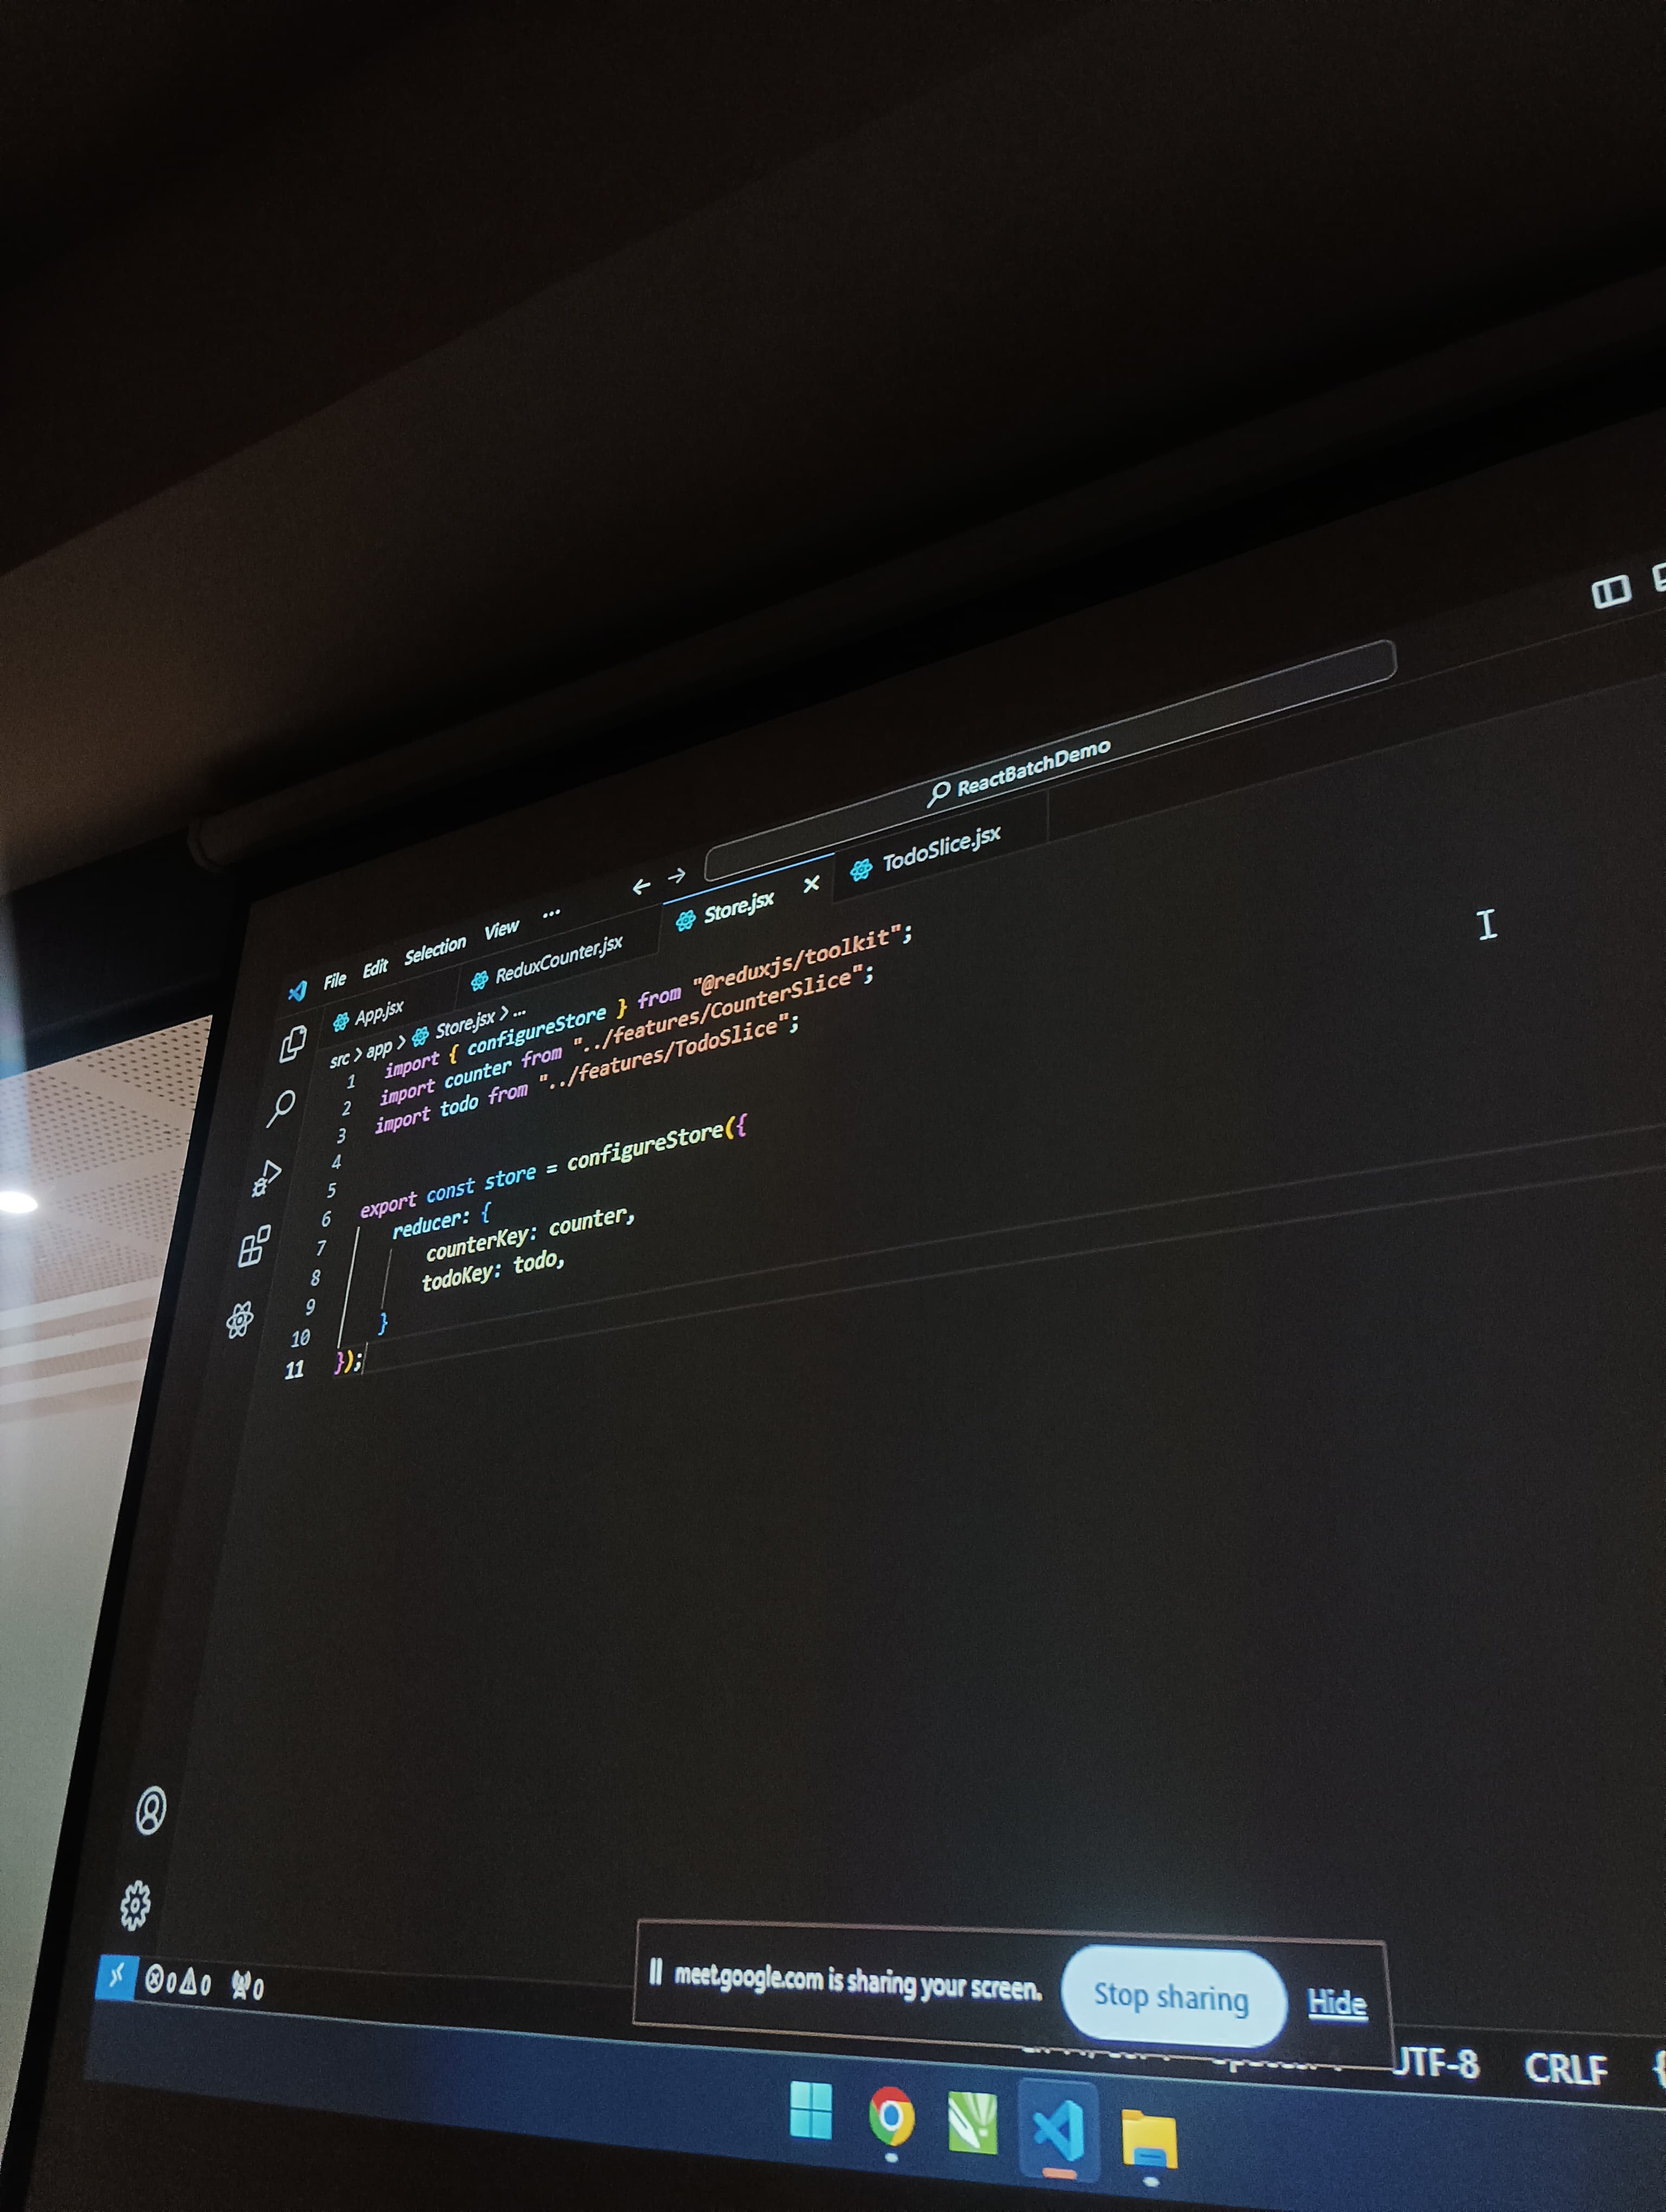 ReactBatchDemo
File Edit Selection View ...
App.jsx ReduxCounter.jsx Store.jsx TodoSlice.jsx
src > app > Store.jsx > ...
1 import { configureStore } from "@reduxjs/toolkit";
2 import counter from "../features/CounterSlice";
3 import todo from "../features/TodoSlice";
4
5
6 export const store = configureStore({
7 reducer: {
8 counterKey: counter,
9 todoKey: todo,
10 }
11 });
meet.google.com is sharing your screen. Stop sharing Hide
0 0 0
UTF-8 CRLF {